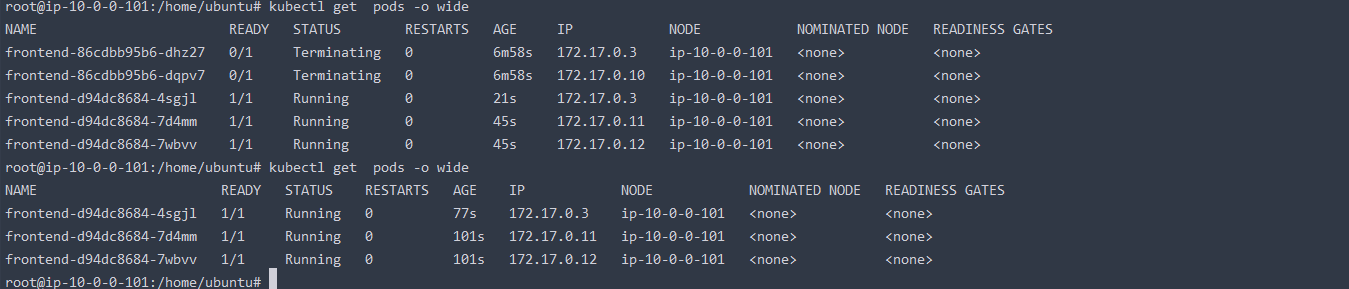 root@ip-10-0-0-101:/home/ubuntu# kubectl get  pods -o wide
NAME                       READY   STATUS        RESTARTS   AGE     IP            NODE            NOMINATED NODE   READINESS GATES
frontend-86cdbb95b6-dhz27   0/1     Terminating   0          6m58s   172.17.0.3    ip-10-0-0-101   <none>           <none>
frontend-86cdbb95b6-dqpv7   0/1     Terminating   0          6m58s   172.17.0.10   ip-10-0-0-101   <none>           <none>
frontend-d94dc8684-4sgjl   1/1     Running       0          21s     172.17.0.3    ip-10-0-0-101   <none>           <none>
frontend-d94dc8684-7d4mm   1/1     Running       0          45s     172.17.0.11   ip-10-0-0-101   <none>           <none>
frontend-d94dc8684-7wbvv   1/1     Running       0          45s     172.17.0.12   ip-10-0-0-101   <none>           <none>
root@ip-10-0-0-101:/home/ubuntu# kubectl get  pods -o wide
NAME                       READY   STATUS    RESTARTS   AGE    IP            NODE            NOMINATED NODE   READINESS GATES
frontend-d94dc8684-4sgjl   1/1     Running   0          77s    172.17.0.3    ip-10-0-0-101   <none>           <none>
frontend-d94dc8684-7d4mm   1/1     Running   0          101s   172.17.0.11   ip-10-0-0-101   <none>           <none>
frontend-d94dc8684-7wbvv   1/1     Running   0          101s   172.17.0.12   ip-10-0-0-101   <none>           <none>
root@ip-10-0-0-101:/home/ubuntu#